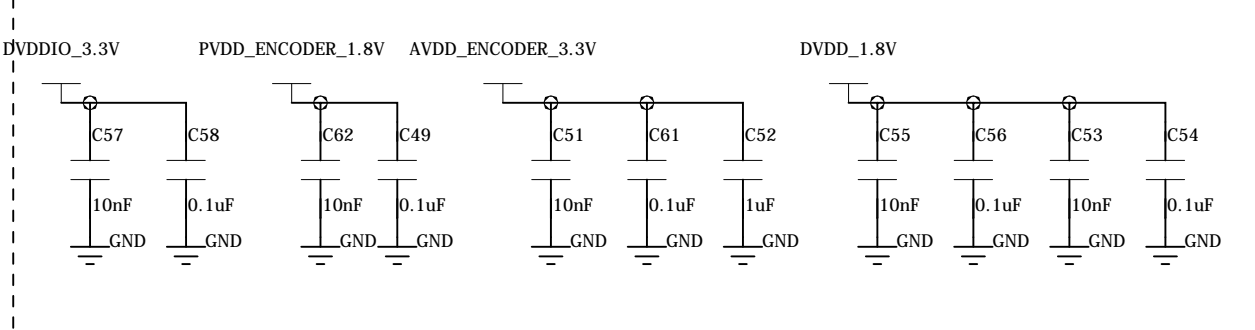 DVDDIO_3.3V PVDD_ENCODER_1.8V AVDD_ENCODER_3.3V DVDD_1.8V
C57 C58 C62 C49 C51 C61 C52 C55 C56 C53 C54
10nF 0.1uF 10nF 0.1uF 10nF 0.1uF 1uF 10nF 0.1uF 10nF 0.1uF
GND GND GND GND GND GND GND GND GND GND GND